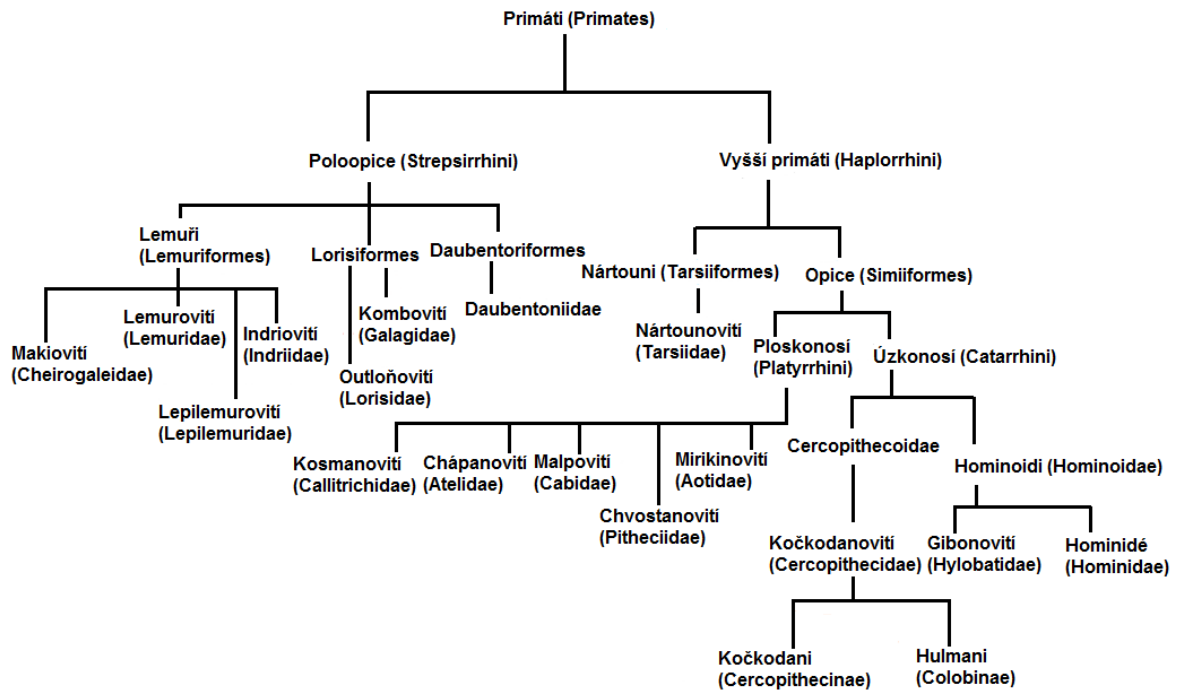 Primáti (Primates)
Poloopice (Strepsirrhini)
Vyšší primáti (Haplorrhini)
Lemuři
(Lemuriformes)
Lorisiformes
Daubentoriformes
Nártouni (Tarsiiformes)
Opice (Simiiformes)
Makiovití
(Cheirogaleidae)
Lemurovití
(Lemuridae)
Lepilemurovití
(Lepilemuridae)
Indriovití
(Indriidae)
Outloňovití
(Lorisidae)
Kombovití
(Galagidae)
Daubentoniidae
Nártounovití
(Tarsiidae)
Ploskonosí
(Platyrrhini)
Úzkonosí (Catarrhini)
Kosmanovití
(Callitrichidae)
Chápanovití
(Atelidae)
Malpovití
(Cabidae)
Chvostanovití
(Pitheciidae)
Mirikinovití
(Aotidae)
Cercopithecoidae
Hominoidi (Hominoidae)
Kočkodanovití
(Cercopithecidae)
Gibonovití
(Hylobatidae)
Hominidé
(Hominidae)
Kočkodani
(Cercopithecinae)
Hulmani
(Colobinae)